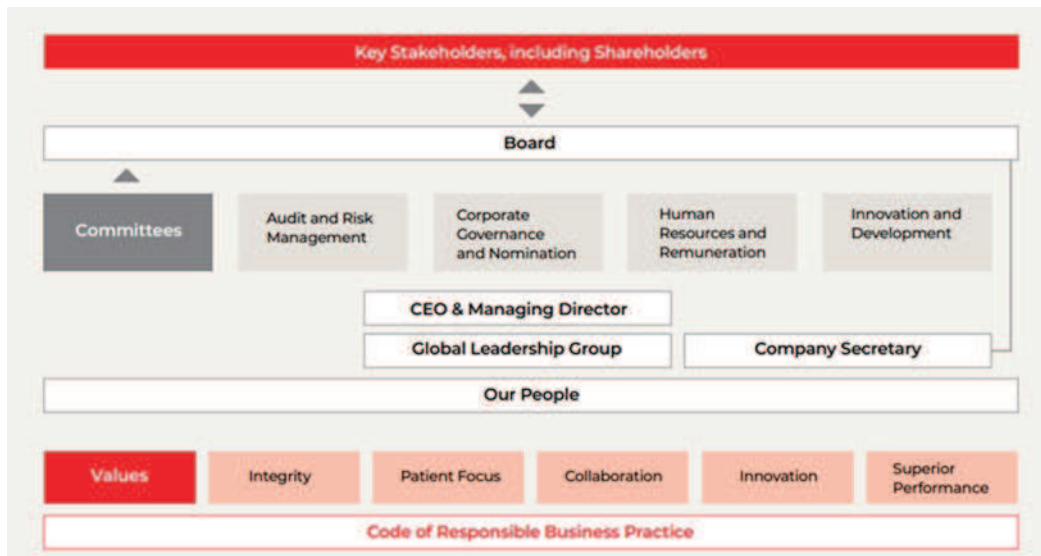 Key Stakeholders, including Shareholders
Board
Committees
Audit and Risk
Management
Corporate
Governance
and Nomination
Human
Resources and
Remuneration
Innovation and
Development
CEO & Managing Director
Global Leadership Group
Company Secretary
Our People
Values
Integrity
Patient Focus
Collaboration
Innovation
Superior
Performance
Code of Responsible Business Practice